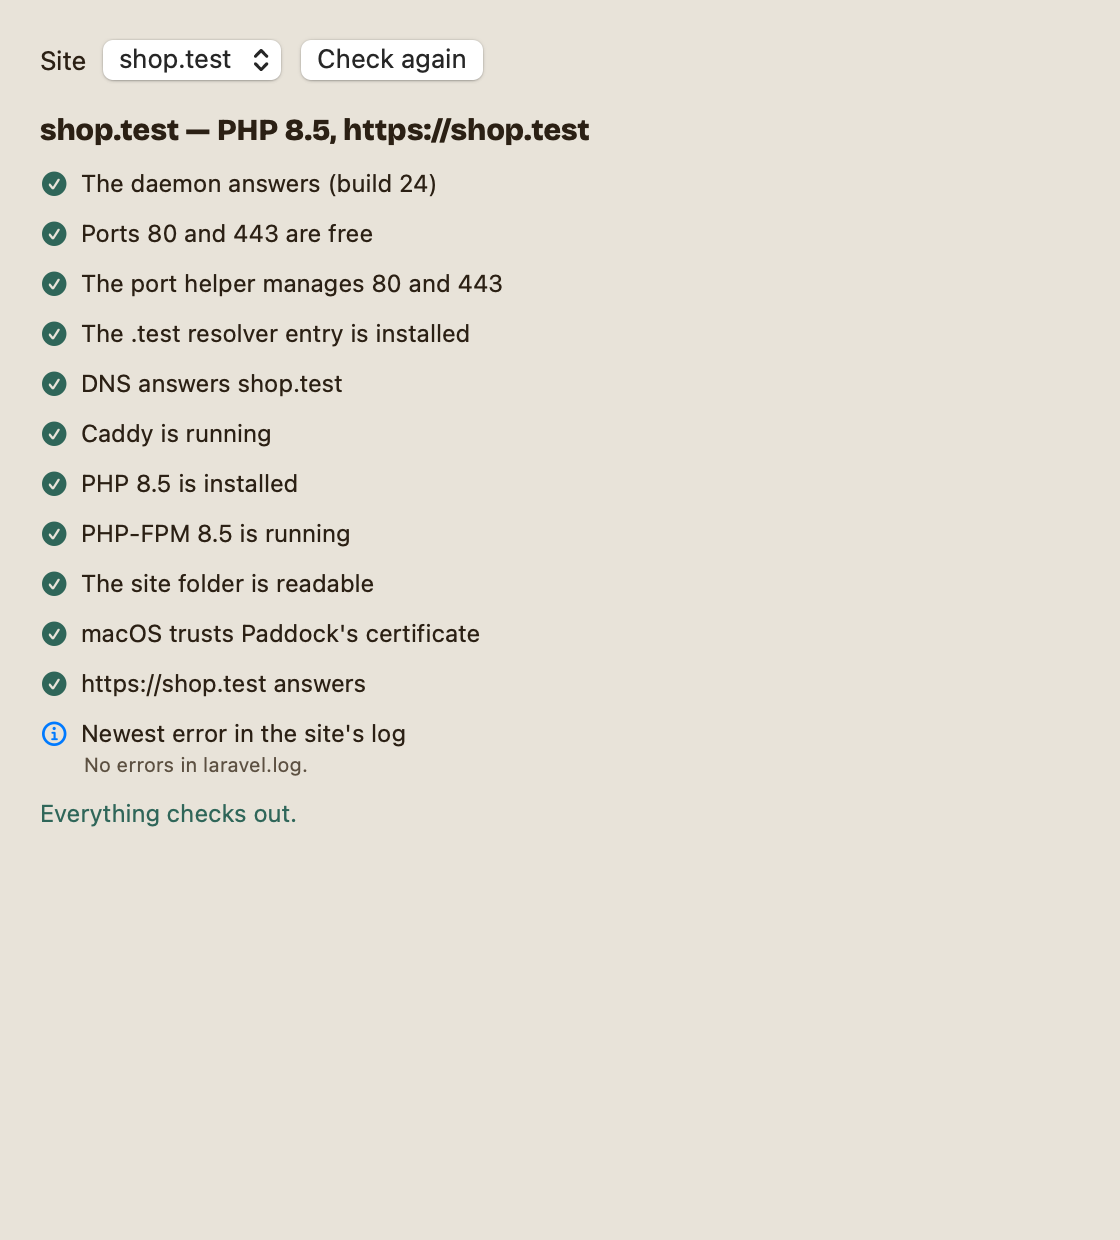 Site shop.test Check again
shop.test — PHP 8.5, https://shop.test
The daemon answers (build 24)
Ports 80 and 443 are free
The port helper manages 80 and 443
The .test resolver entry is installed
DNS answers shop.test
Caddy is running
PHP 8.5 is installed
PHP-FPM 8.5 is running
The site folder is readable
macOS trusts Paddock's certificate
https://shop.test answers
Newest error in the site's log
No errors in laravel.log.
Everything checks out.